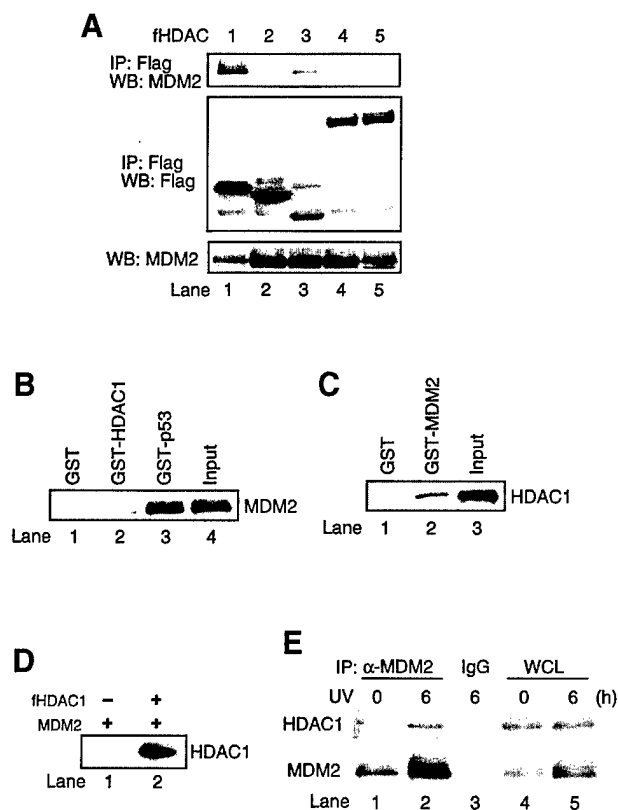 A
fHDAC 1 2 3 4 5
IP: Flag
WB: MDM2
IP: Flag
WB: Flag
WB: MDM2
Lane 1 2 3 4 5
B
GST GST-HDAC1 GST-p53 Input
MDM2
Lane 1 2 3 4
C
GST GST-MDM2 Input
HDAC1
Lane 1 2 3
D
fHDAC1 – +
MDM2 + +
HDAC1
Lane 1 2
E
IP: α-MDM2 IgG WCL
UV 0 6 6 0 6 (h)
HDAC1
MDM2
Lane 1 2 3 4 5